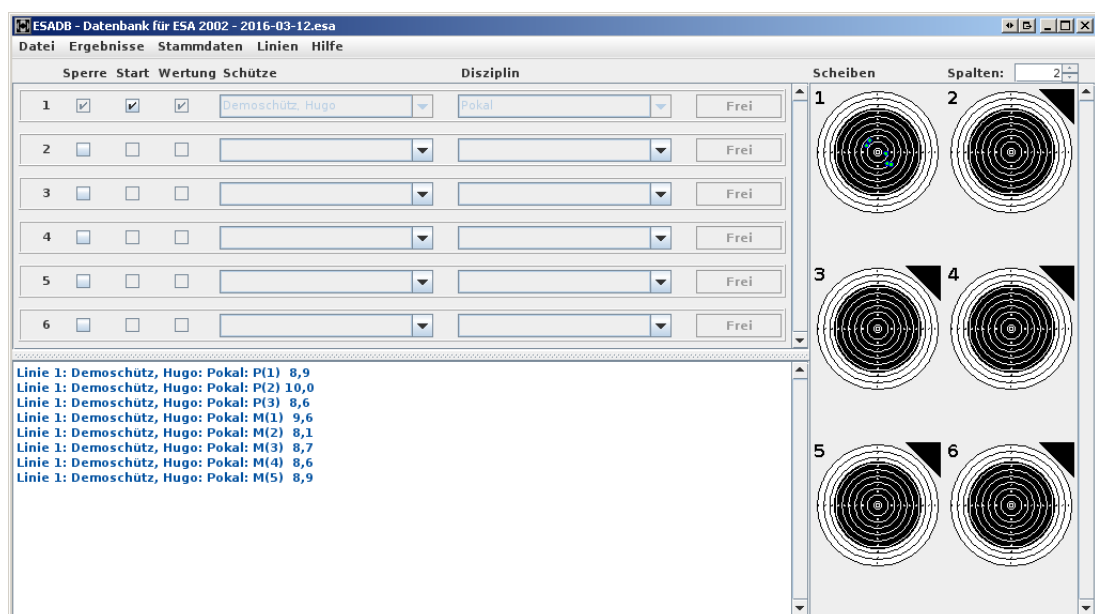 ESADB - Datenbank für ESA 2002 - 2016-03-12.esa
Datei Ergebnisse Stammdaten Linien Hilfe
Sperre Start Wertung Schütze Disziplin Scheiben Spalten: 2
1 Demoschütz, Hugo Pokal Frei
2 Frei
3 Frei
4 Frei
5 Frei
6 Frei
Linie 1: Demoschütz, Hugo: Pokal: P(1) 8,9
Linie 1: Demoschütz, Hugo: Pokal: P(2) 10,0
Linie 1: Demoschütz, Hugo: Pokal: P(3) 8,6
Linie 1: Demoschütz, Hugo: Pokal: M(1) 9,6
Linie 1: Demoschütz, Hugo: Pokal: M(2) 8,1
Linie 1: Demoschütz, Hugo: Pokal: M(3) 8,7
Linie 1: Demoschütz, Hugo: Pokal: M(4) 8,6
Linie 1: Demoschütz, Hugo: Pokal: M(5) 8,9
1 2
3 4
5 6